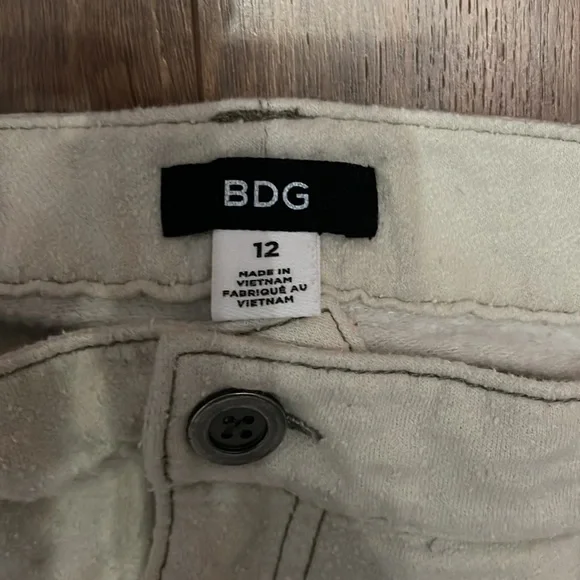 BDG
12
MADE IN
VIETNAM
FABRIQUÉ AU
VIETNAM